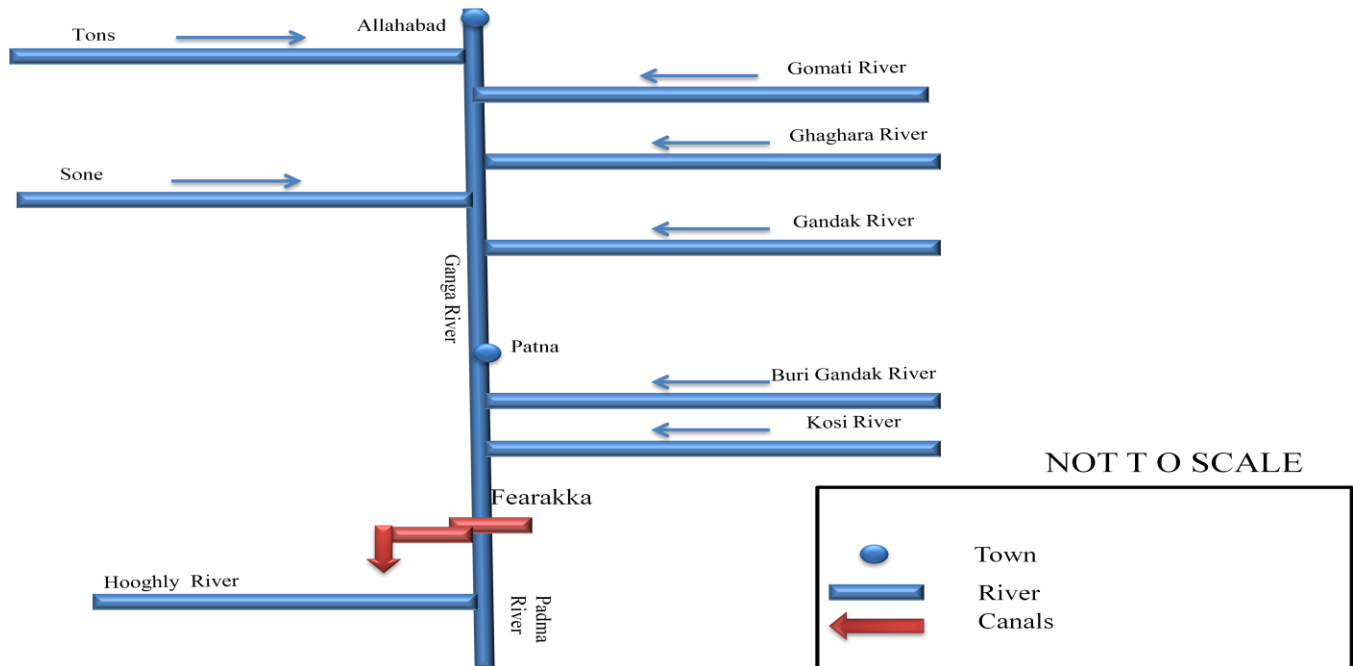 Allahabad
Tons
Gomati River
Ghaghara River
Sone
Gandak River
Ganga River
Patna
Buri Gandak River
Kosi River
NOT T O SCALE
Fearakka
Town
Hooghly River
River
Padma
River
Canals